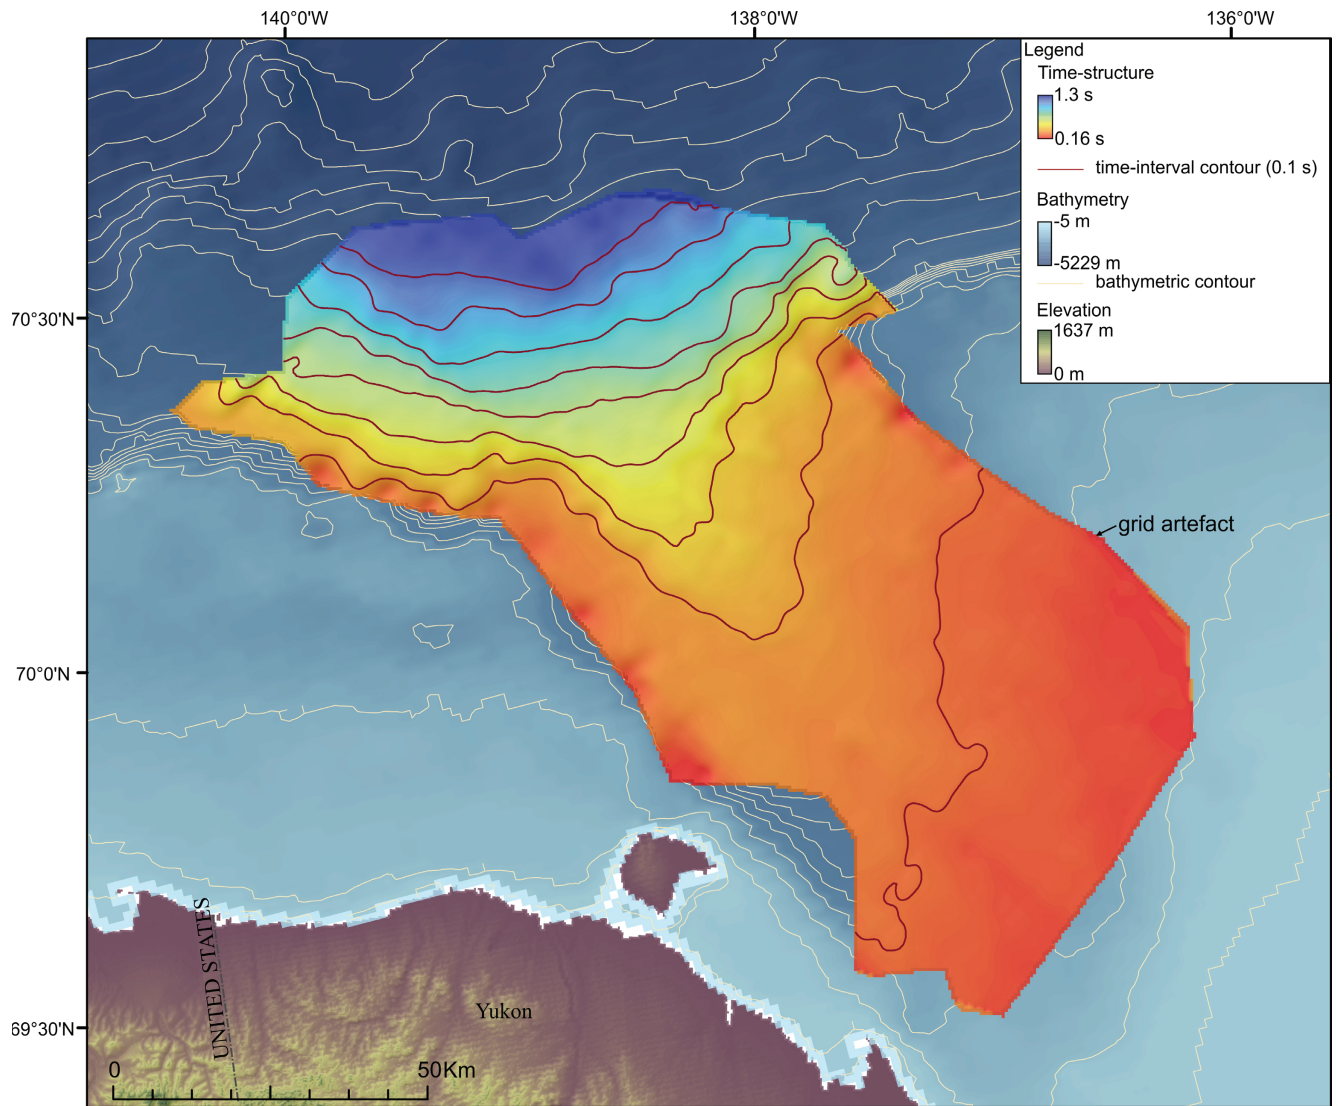 140°0'W
138°0'W
136°0'W
Legend
Time-structure
1.3 s
0.16 s
time-interval contour (0.1 s)
Bathymetry
-5 m
-5229 m
bathymetric contour
Elevation
1637 m
0 m
70°30'N
grid artefact
70°0'N
UNITED STATES
Yukon
69°30'N
0
50Km